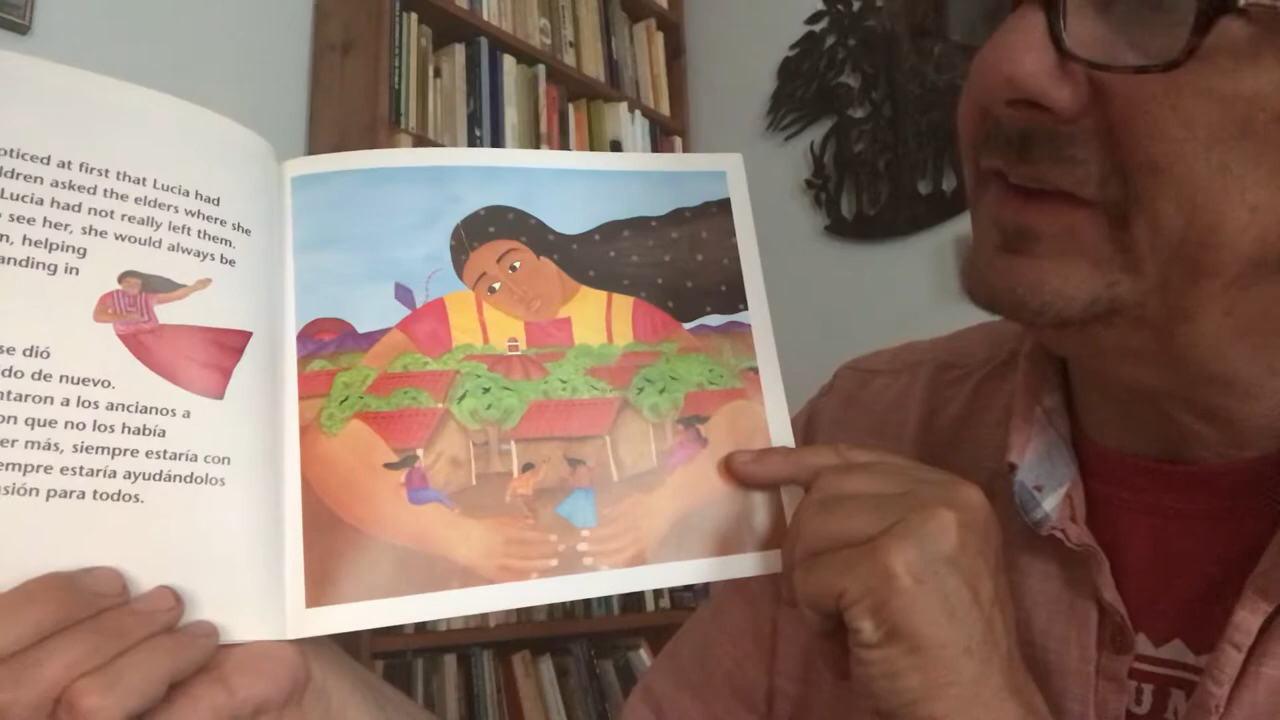 oticed at first that Lucia had
ldren asked the elders where she
Lucia had not really left them.
see her, she would always be
n, helping
anding in
se dió
ido de nuevo.
ntaron a los ancianos a
on que no los había
er más, siempre estaría con
empre estaría ayudándolos
sión para todos.
UM